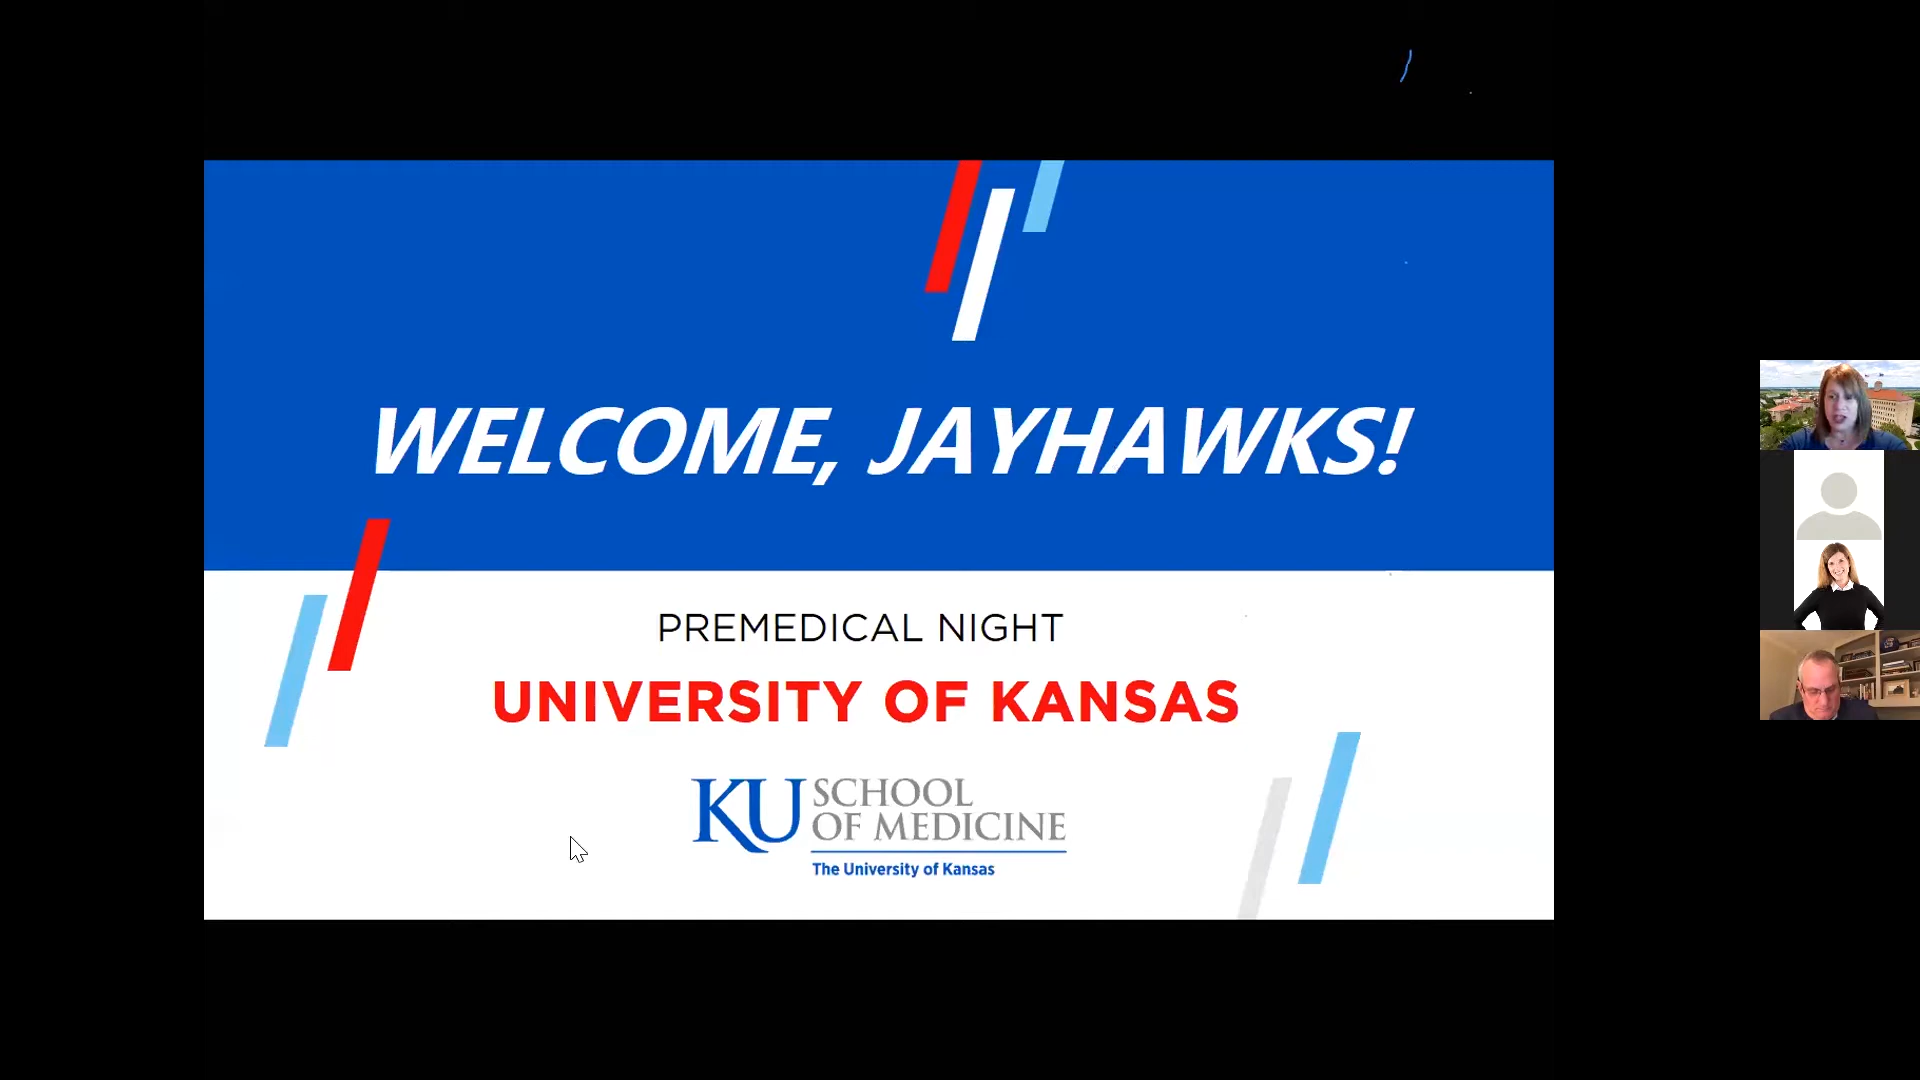 WELCOME, JAYHAWKS!
PREMEDICAL NIGHT
UNIVERSITY OF KANSAS
KU SCHOOL
OF MEDICINE
The University of Kansas